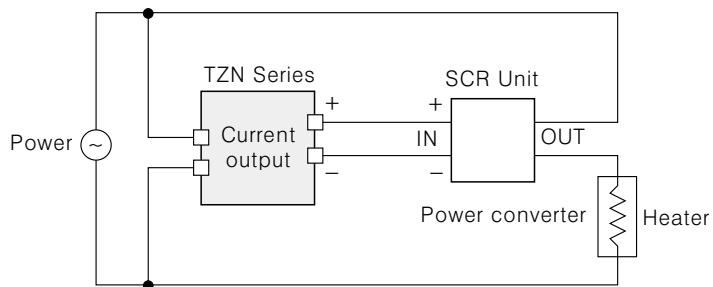 TZN Series
SCR Unit
Power
~
Current
output
+
−
+
IN
−
OUT
Power converter
Heater